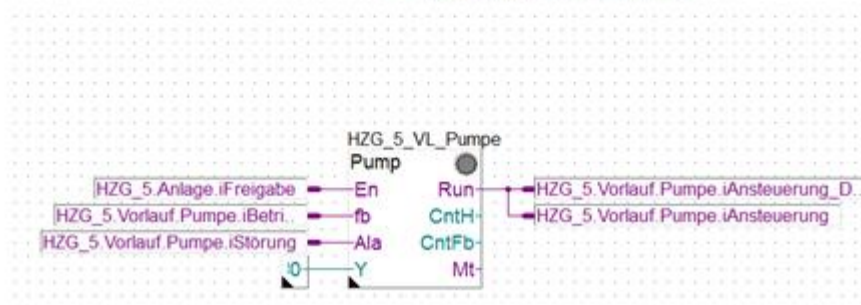 HZG_5_VL_Pumpe
Pump
HZG_5.Anlage.iFreigabe En Run HZG_5.Vorlauf.Pumpe.iAnsteuerung_D..
HZG_5.Vorlauf.Pumpe.iBetri.. fb CntH HZG_5.Vorlauf.Pumpe.iAnsteuerung
HZG_5.Vorlauf.Pumpe.iStörung Ala CntFb
Y Mt